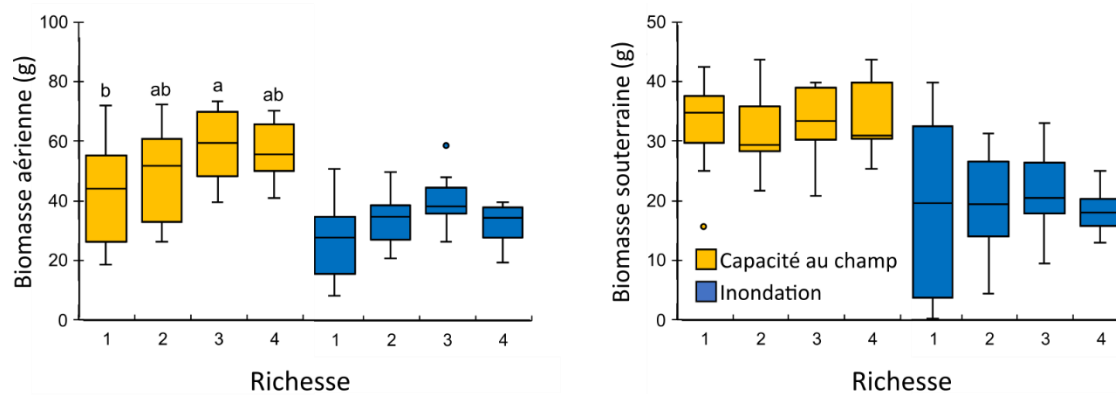 Biomasse aérienne (g)
100
80
60
40
20
0
b ab a ab
1 2 3 4 1 2 3 4
Richesse
Biomasse souterraine (g)
50
40
30
20
10
0
Capacité au champ
Inondation
1 2 3 4 1 2 3 4
Richesse